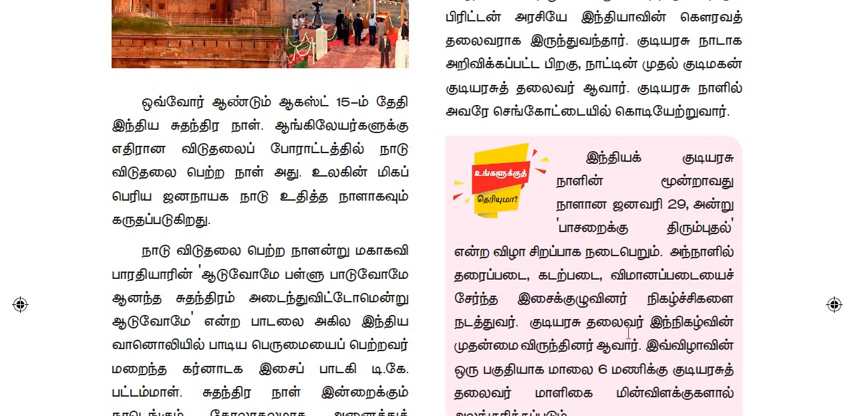 ஒவ்வோர் ஆண்டும் ஆகஸ்ட் 15-ம் தேதி
இந்திய சுதந்திர நாள். ஆங்கிலேயர்களுக்கு
எதிரான விடுதலைப் போராட்டத்தில் நாடு
விடுதலை பெற்ற நாள் அது. உலகின் மிகப்
பெரிய ஜனநாயக நாடு உதித்த நாளாகவும்
கருதப்படுகிறது.
நாடு விடுதலை பெற்ற நாளன்று மகாகவி
பாரதியாரின் 'ஆடுவோமே பள்ளு பாடுவோமே
ஆனந்த சுதந்திரம் அடைந்துவிட்டோமென்று
ஆடுவோமே' என்ற பாடலை அகில இந்திய
வானொலியில் பாடிய பெருமையைப் பெற்றவர்
மறைந்த கர்னாடக இசைப் பாடகி டி.கே.
பட்டம்மாள். சுதந்திர நாள் இன்றைக்கும்
பிரிட்டன் அரசியே இந்தியாவின் கௌரவத்
தலைவராக இருந்துவந்தார். குடியரசு நாடாக
அறிவிக்கப்பட்ட பிறகு, நாட்டின் முதல் குடிமகன்
குடியரசுத் தலைவர் ஆவார். குடியரசு நாளில்
அவரே செங்கோட்டையில் கொடியேற்றுவார்.
உங்களுக்குத்
தெரியுமா?
இந்தியக் குடியரசு
நாளின் மூன்றாவது
நாளான ஜனவரி 29, அன்று
'பாசறைக்கு திரும்புதல்'
என்ற விழா சிறப்பாக நடைபெறும். அந்நாளில்
தரைப்படை, கடற்படை, விமானப்படையைச்
சேர்ந்த இசைக்குழுவினர் நிகழ்ச்சிகளை
நடத்துவர். குடியரசு தலைவர் இந்நிகழ்வின்
முதன்மை விருந்தினர் ஆவார். இவ்விழாவின்
ஒரு பகுதியாக மாலை 6 மணிக்கு குடியரசுத்
தலைவர் மாளிகை மின்விளக்குகளால்